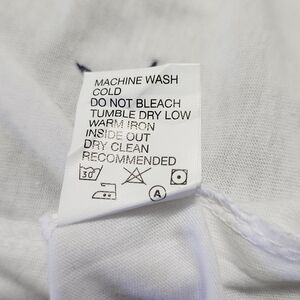 MACHINE WASH
COLD
DO NOT BLEACH
TUMBLE DRY LOW
WARM IRON
INSIDE OUT
DRY CLEAN
RECOMMENDED
30
A